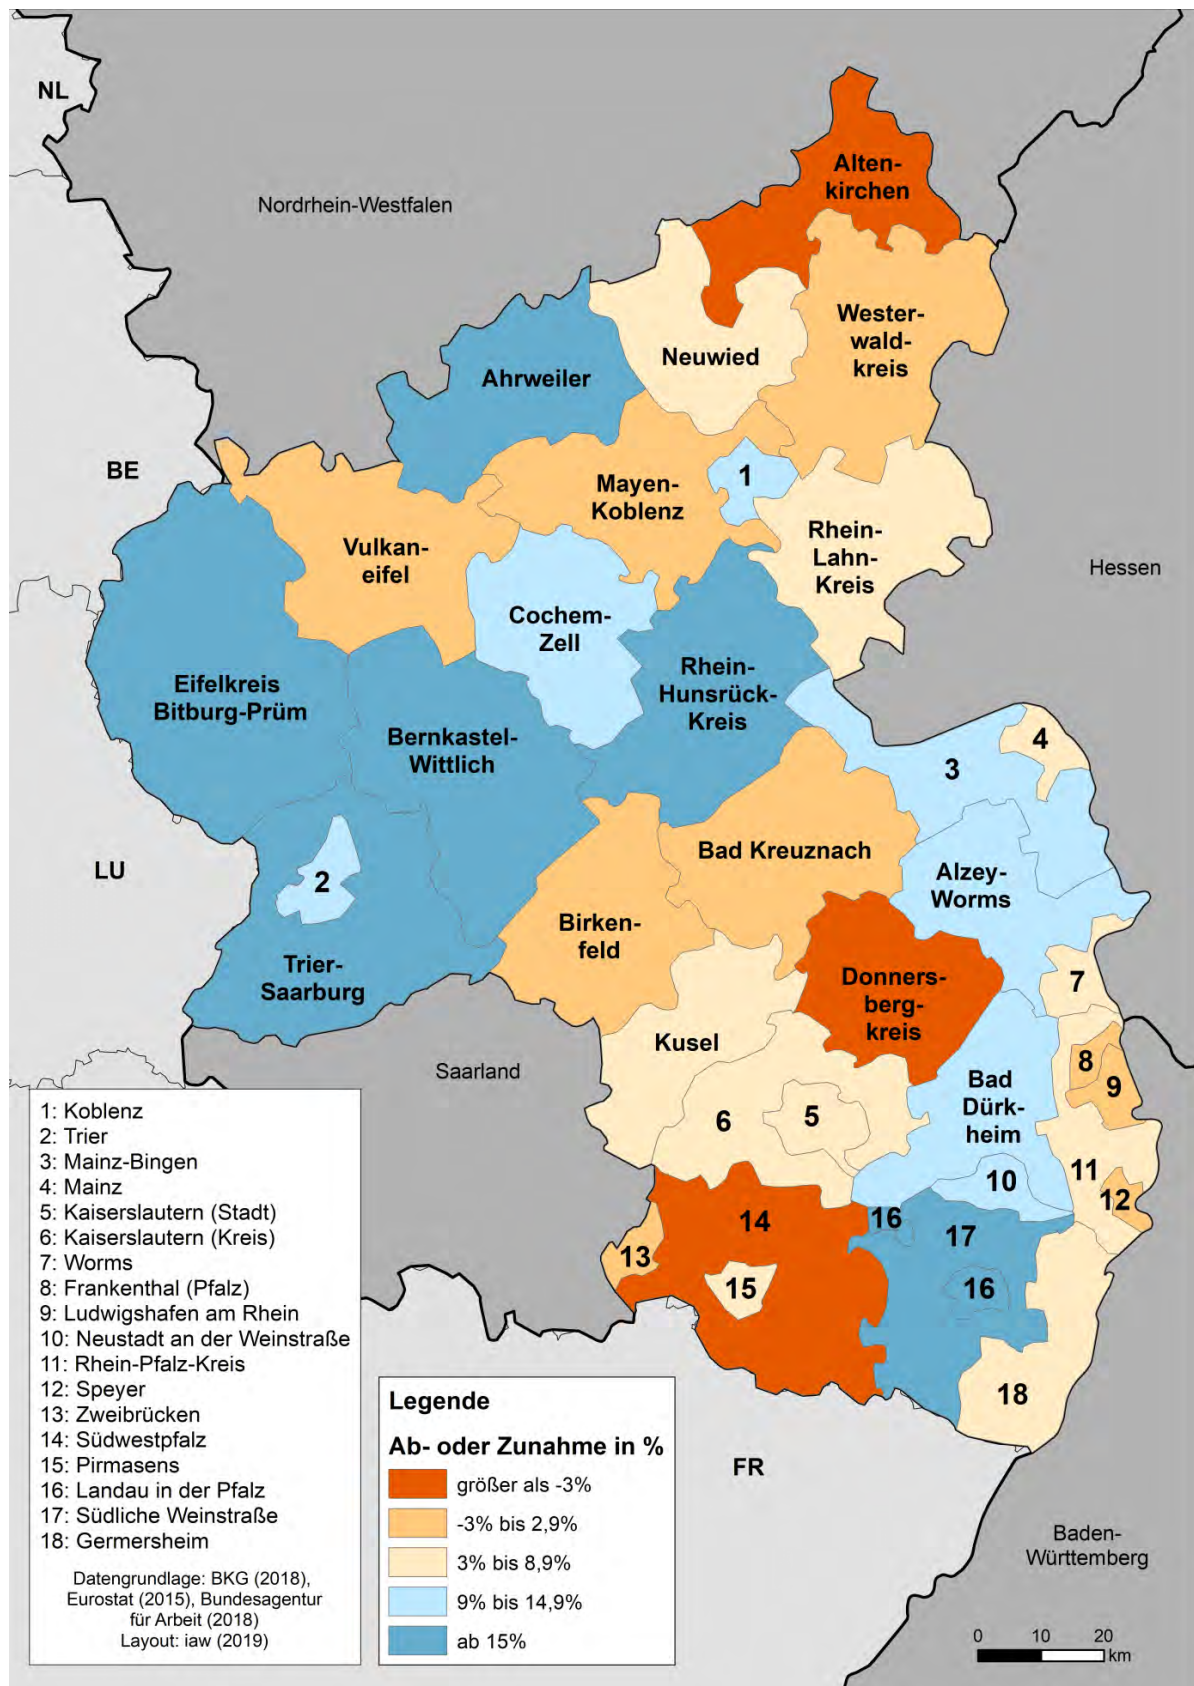 NL
Alten-
kirchen
Nordrhein-Westfalen
Wester-
wald-
kreis
Neuwied
Ahrweiler
BE
1
Mayen-
Koblenz
Rhein-
Lahn-
Kreis
Vulkan-
eifel
Hessen
Cochem-
Zell
Rhein-
Hunsrück-
Kreis
Eifelkreis
Bitburg-Prüm
Bernkastel-
Wittlich
4
3
Bad Kreuznach
LU
2
Alzey-
Worms
Birken-
feld
Trier-
Saarburg
Donners-
berg-
kreis
7
Kusel
Saarland
8
9
Bad
Dürk-
heim
6
5
11
10
12
14
16
17
13
15
16
18
1: Koblenz
2: Trier
3: Mainz-Bingen
4: Mainz
5: Kaiserslautern (Stadt)
6: Kaiserslautern (Kreis)
7: Worms
8: Frankenthal (Pfalz)
9: Ludwigshafen am Rhein
10: Neustadt an der Weinstraße
11: Rhein-Pfalz-Kreis
12: Speyer
13: Zweibrücken
14: Südwestpfalz
15: Pirmasens
16: Landau in der Pfalz
17: Südliche Weinstraße
18: Germersheim
Datengrundlage: BKG (2018),
Eurostat (2015), Bundesagentur
für Arbeit (2018)
Layout: iaw (2019)
Legende
Ab- oder Zunahme in %
größer als -3%
-3% bis 2,9%
3% bis 8,9%
9% bis 14,9%
ab 15%
FR
Baden-
Württemberg
0 10 20
km